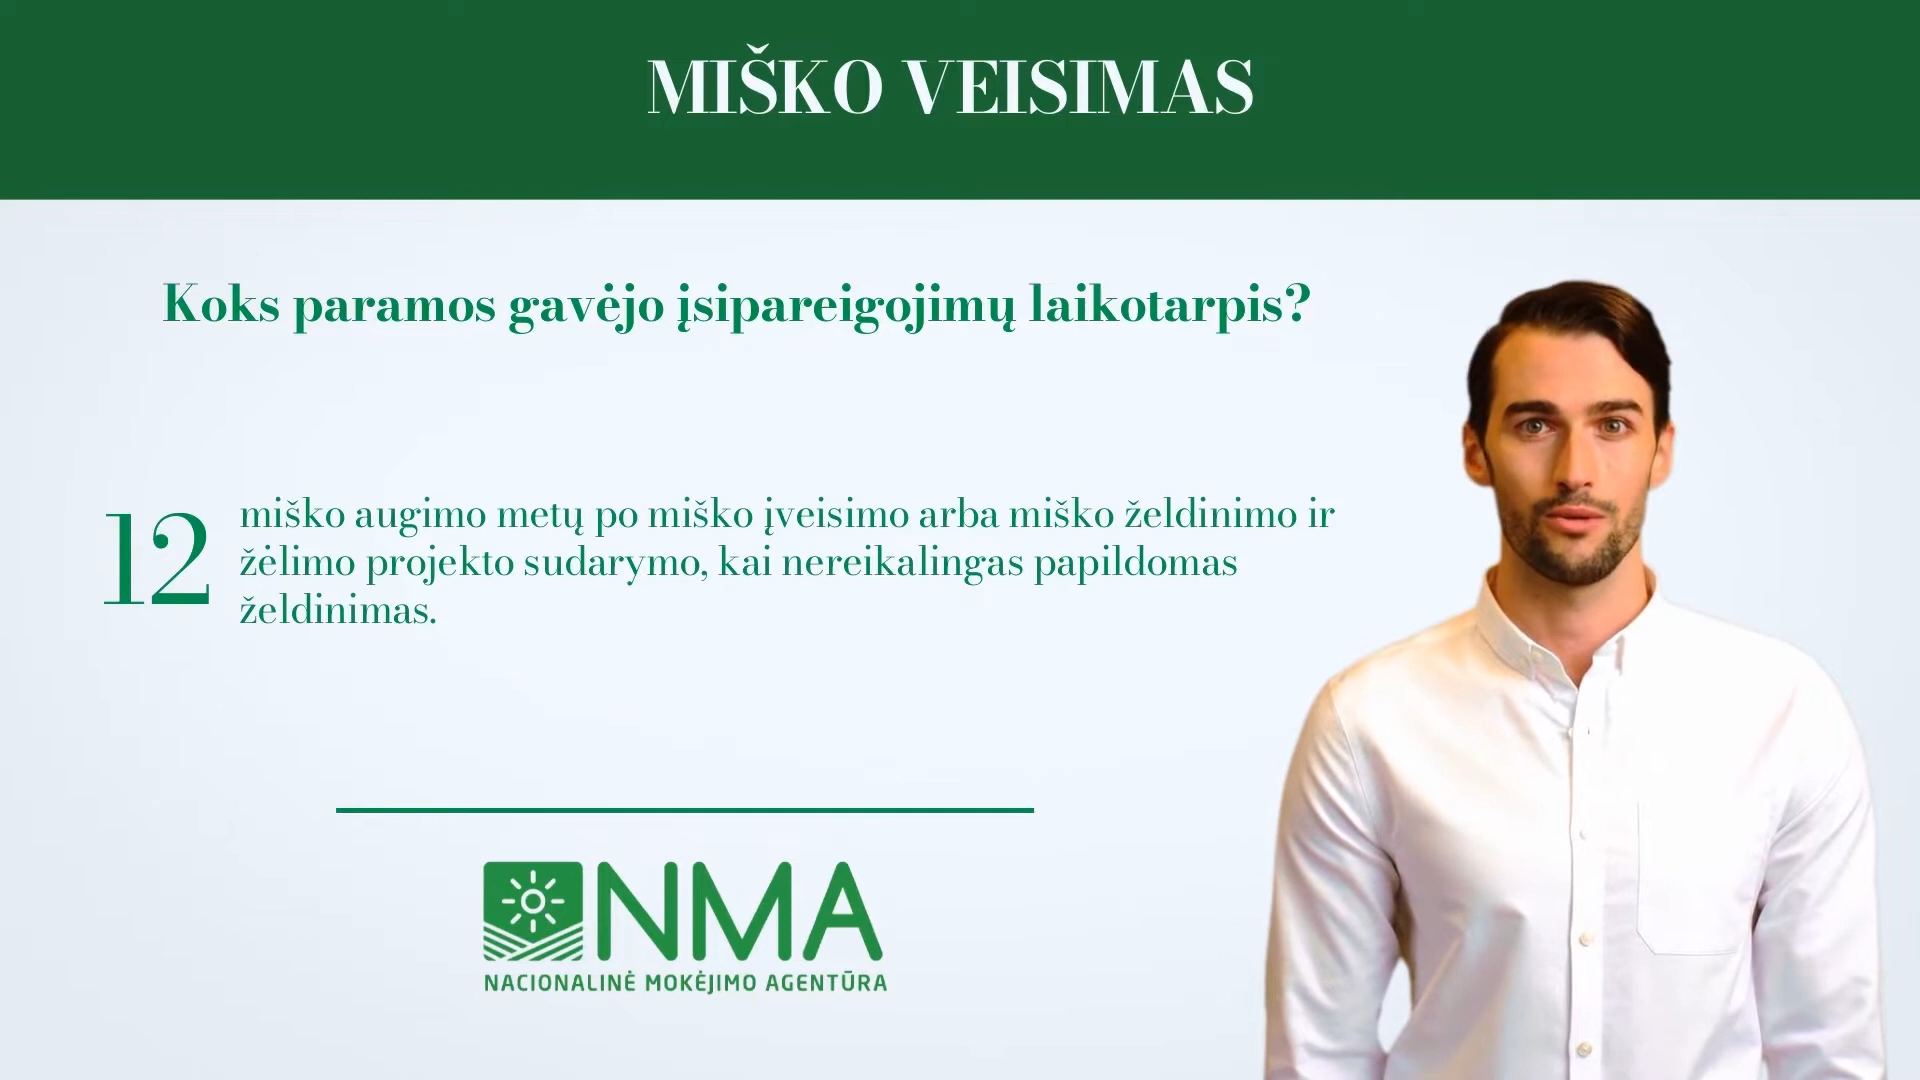 MIŠKO VEISIMAS
Koks paramos gavėjo įsipareigojimų laikotarpis?
12
miško augimo metų po miško įveisimo arba miško želdinimo ir
žėlimo projekto sudarymo, kai nereikalingas papildomas
želdinimas.
NMA
NACIONALINĖ MOKĖJIMO AGENTŪRA